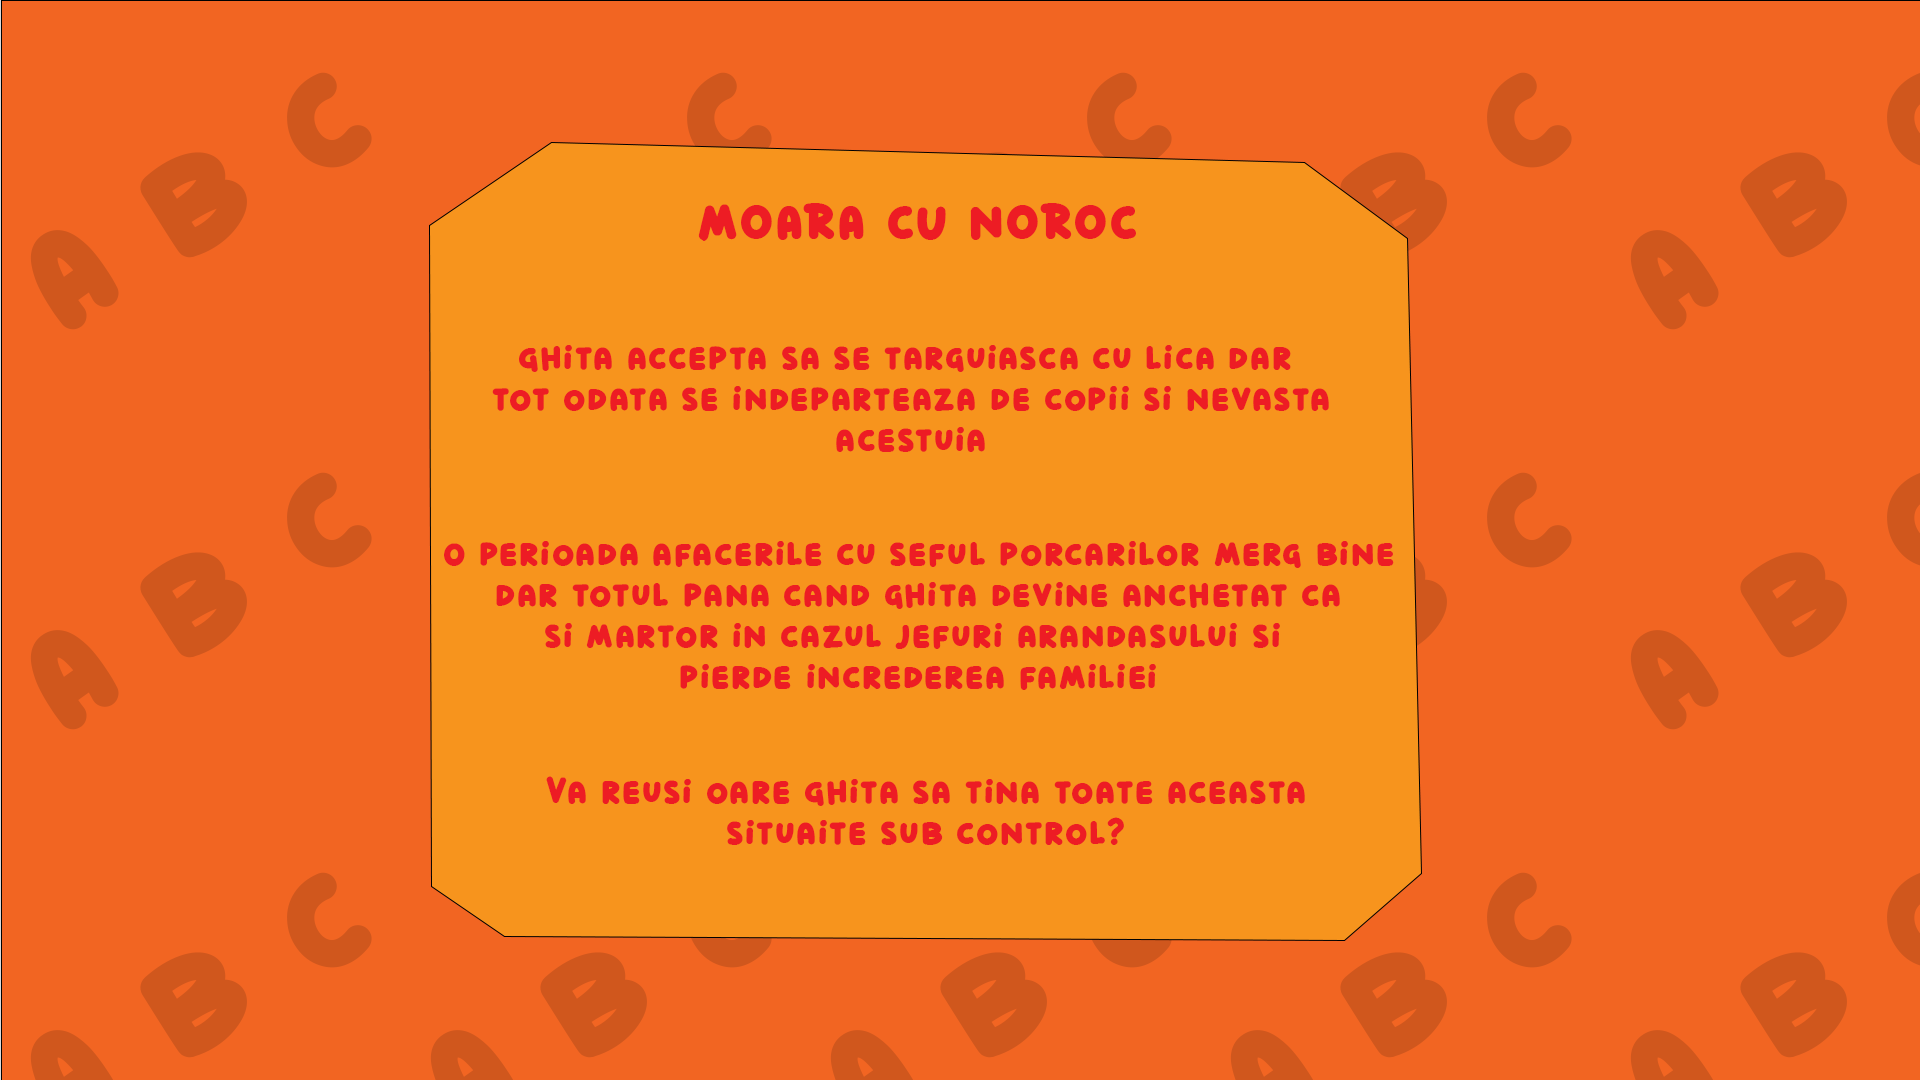 MOARA CU NOROC
GHiTA ACCEPTA SA SE TARGUiASCA CU LiCA DAR
TOT ODATA SE iNDEPARTEAZA DE COPii Si NEVASTA
ACESTUiA
O PERiOADA AFACERiLE CU SEFUL PORCARiLOR MERG BiNE
DAR TOTUL PANA CAND GHiTA DEViNE ANCHETAT CA
Si MARTOR iN CAZUL JEFURi ARANDASULUi Si
PiERDE iNCREDEREA FAMiLiEi
VA REUSi OARE GHiTA SA TiNA TOATE ACEASTA
SiTUAiTE SUB CONTROL?
A B C
A B C
A B C
A B C
A B C
A B C